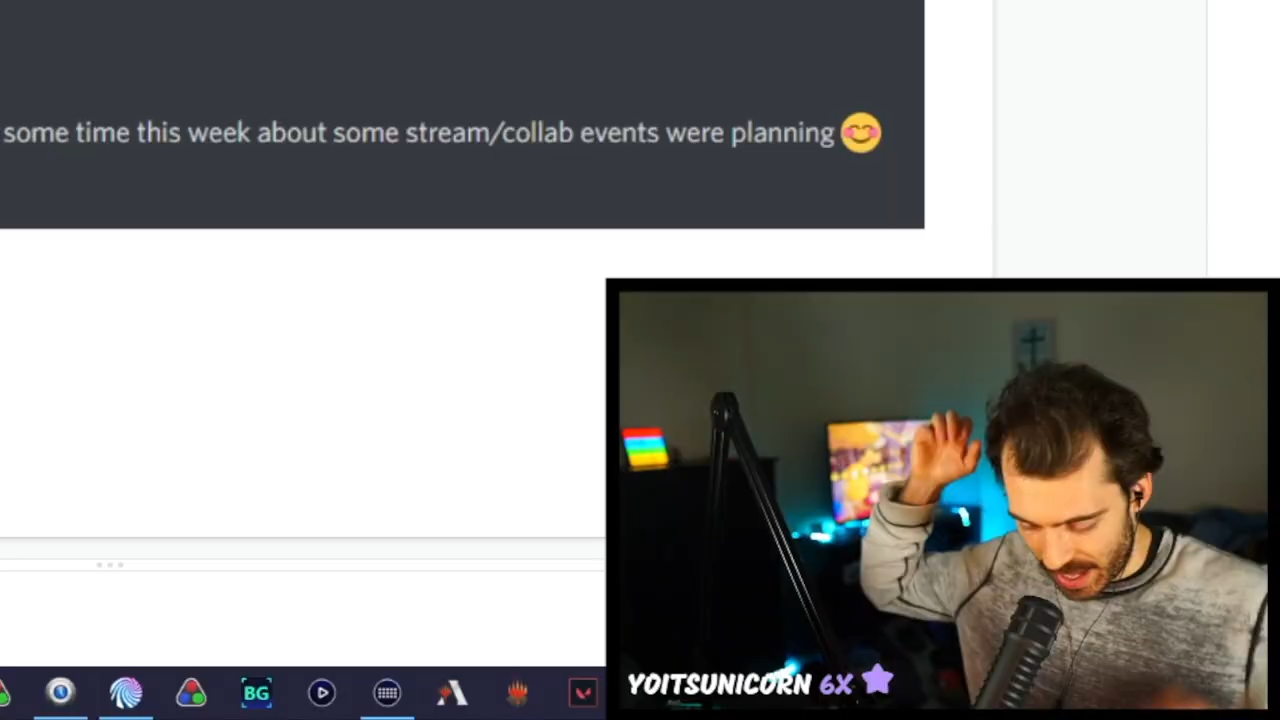 some time this week about some stream/collab events were planning
BG
YOITSUNICORN 6X